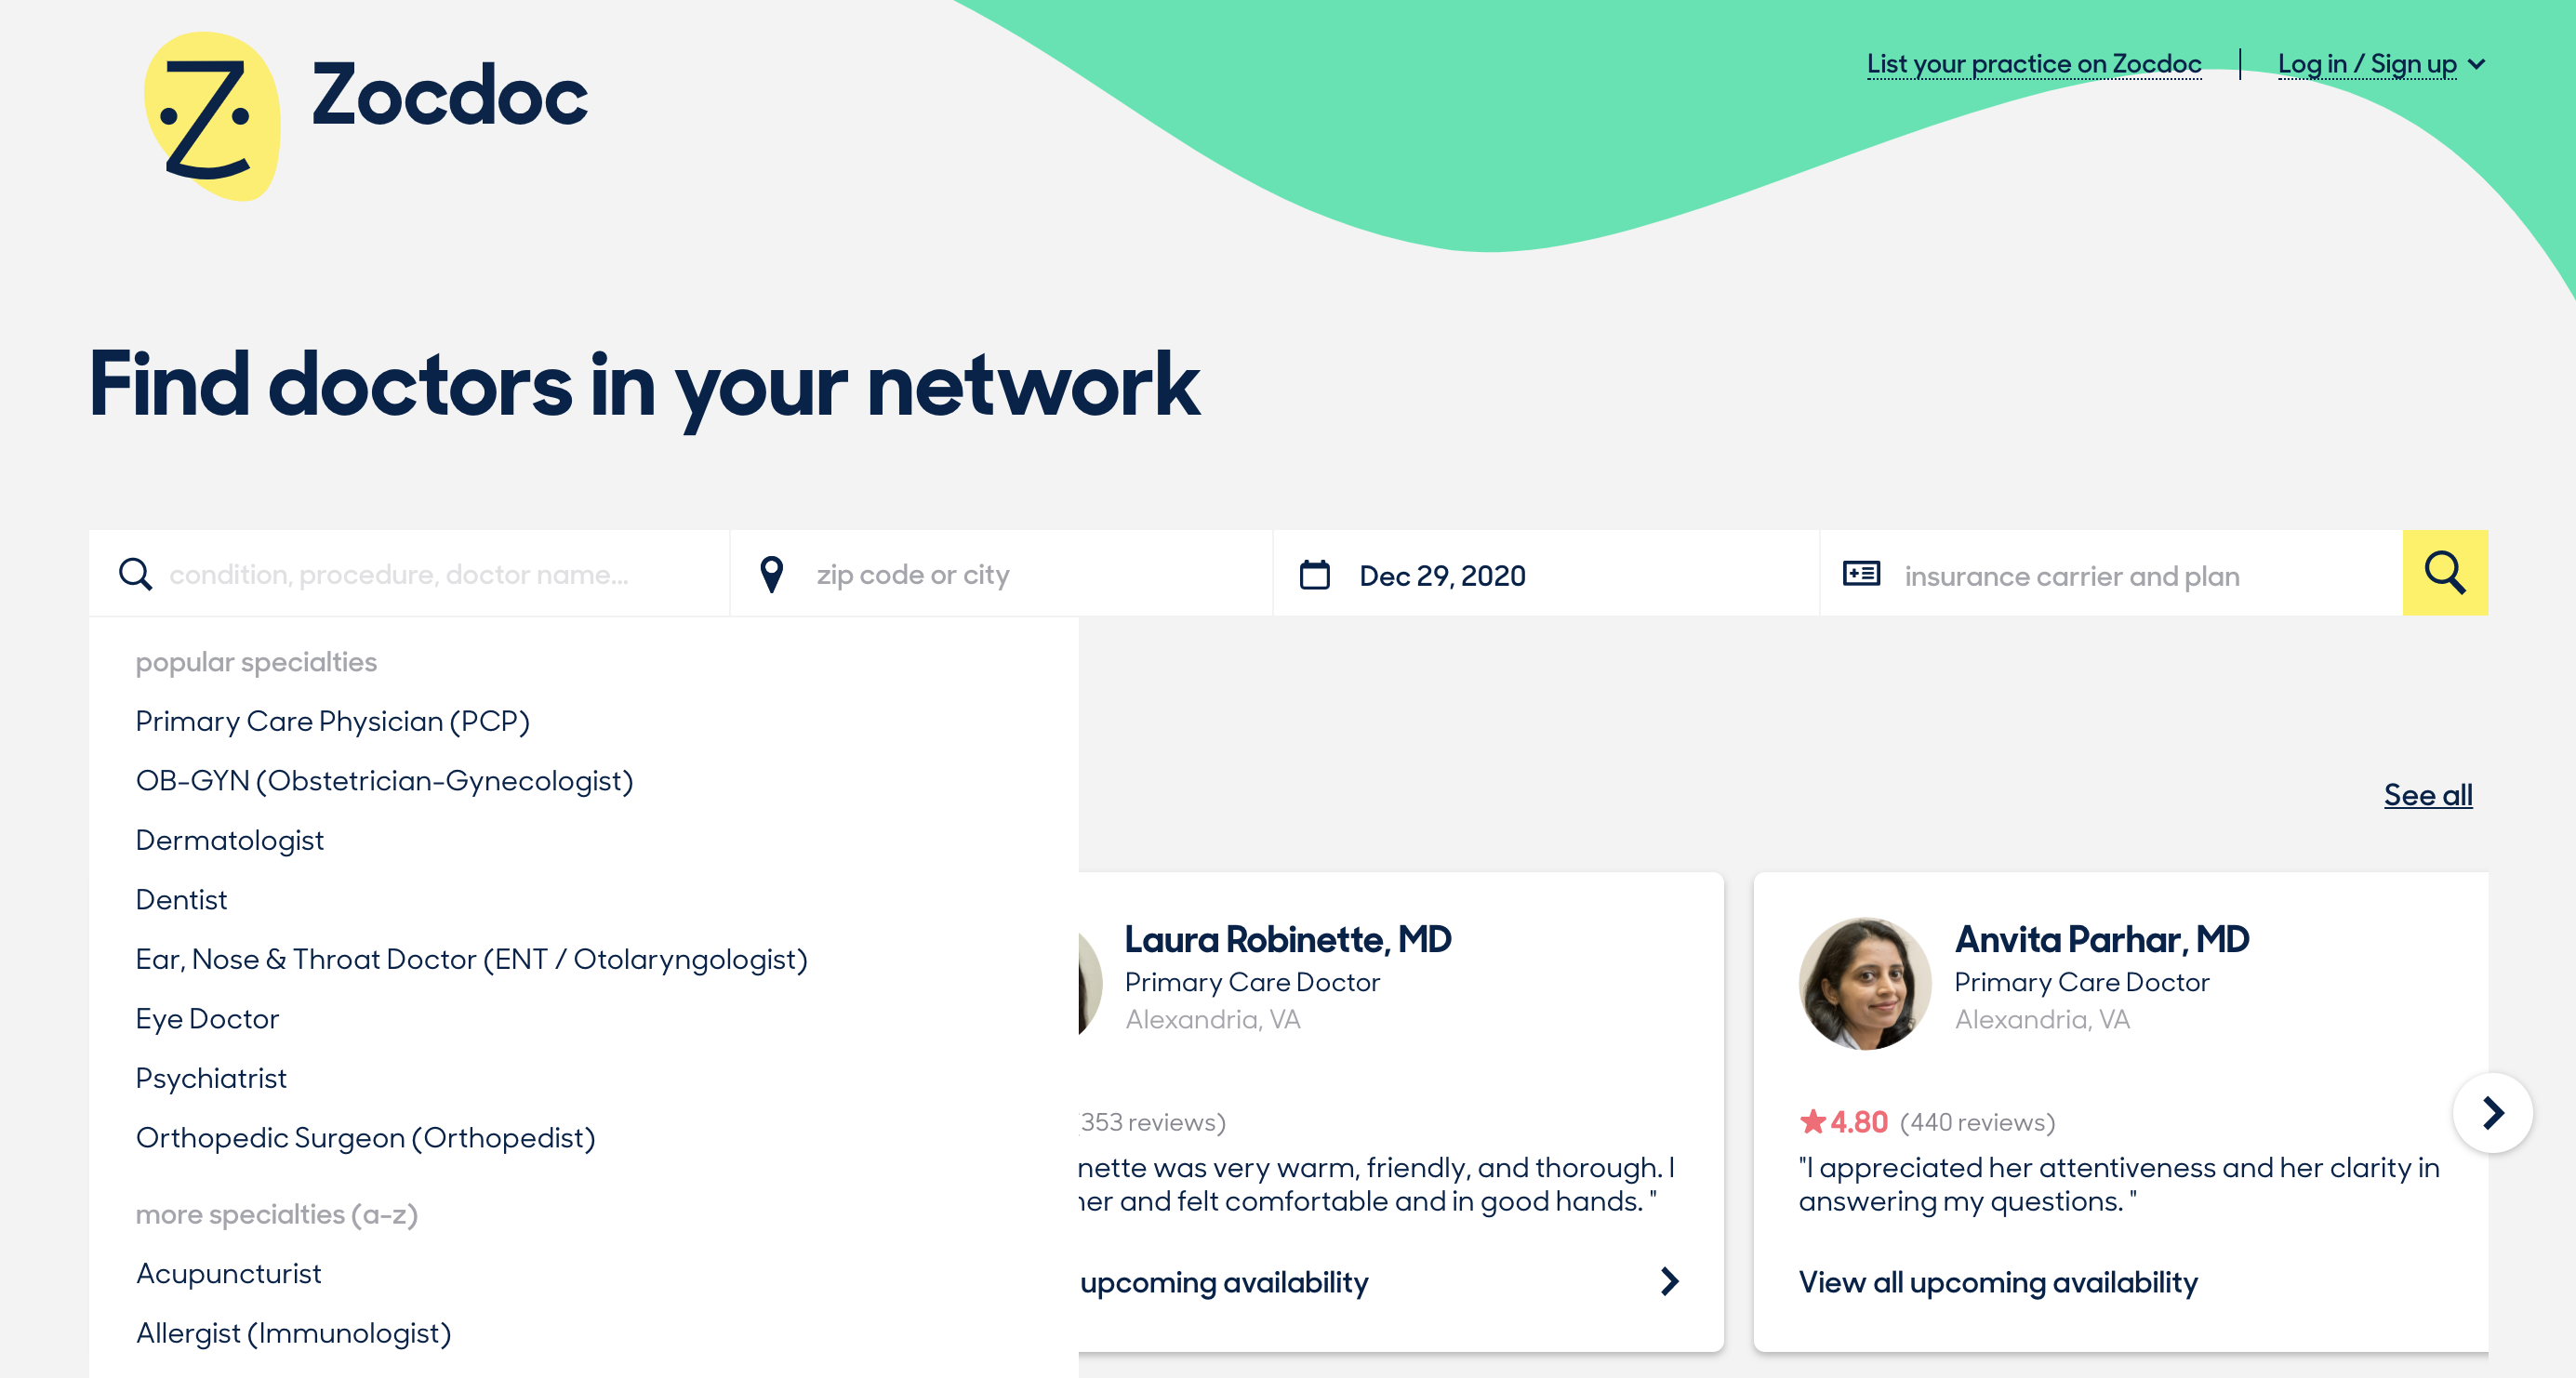 Zocdoc
List your practice on Zocdoc
Log in / Sign up
Find doctors in your network
condition, procedure, doctor name...
zip code or city
Dec 29, 2020
insurance carrier and plan
popular specialties
Primary Care Physician (PCP)
OB-GYN (Obstetrician-Gynecologist)
Dermatologist
Dentist
Ear, Nose & Throat Doctor (ENT / Otolaryngologist)
Eye Doctor
Psychiatrist
Orthopedic Surgeon (Orthopedist)
more specialties (a-z)
Acupuncturist
Allergist (Immunologist)
See all
Laura Robinette, MD
Primary Care Doctor
Alexandria, VA
353 reviews)
nette was very warm, friendly, and thorough. I
her and felt comfortable and in good hands. "
upcoming availability
Anvita Parhar, MD
Primary Care Doctor
Alexandria, VA
4.80 (440 reviews)
"I appreciated her attentiveness and her clarity in
answering my questions. "
View all upcoming availability